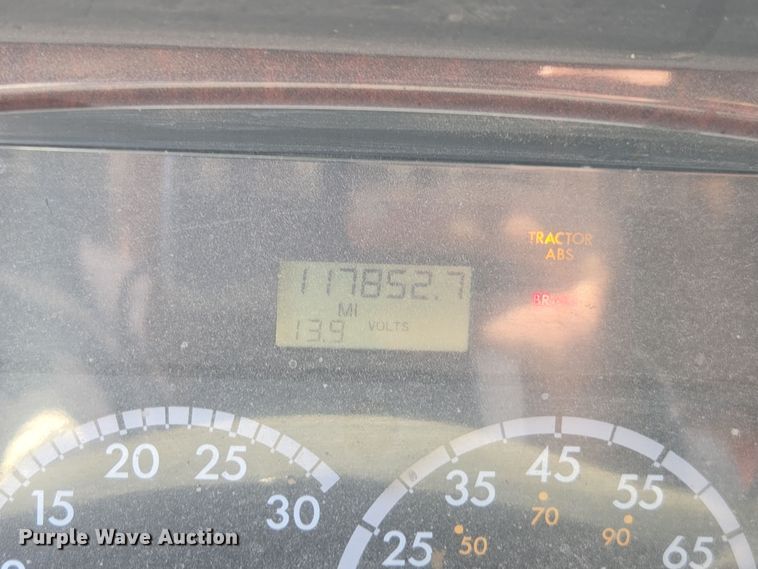 TRACTOR
ABS
117852.7
MI
13.9 VOLTS
15 20 25 30
25 35 45 55 65
50 70 90
Purple Wave Auction